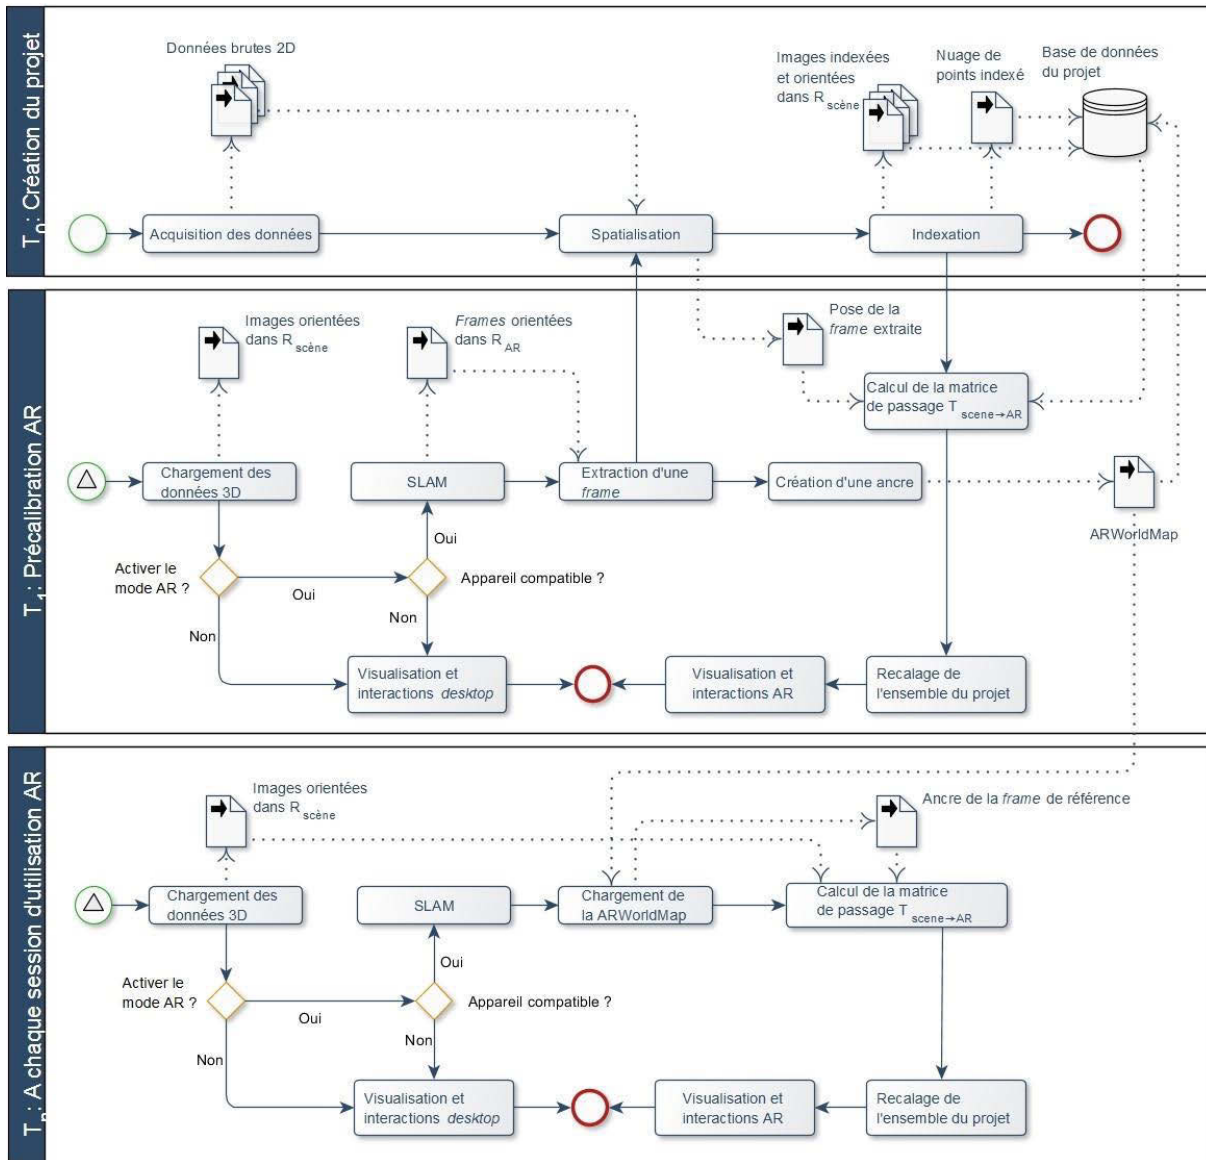 T0 : Création du projet
Données brutes 2D
Images indexées
et orientées
dans R scène
Nuage de
points indexé
Base de données
du projet
Acquisition des données
Spatialisation
Indexation
T1 : Précalibration AR
Images orientées
dans R scène
Frames orientées
dans R AR
Pose de la
frame extraite
Calcul de la matrice
de passage T scene→AR
Chargement des
données 3D
SLAM
Extraction d'une
frame
Création d'une ancre
ARWorldMap
Activer le
mode AR ?
Oui
Oui
Appareil compatible ?
Non
Non
Visualisation et
interactions desktop
Visualisation et
interactions AR
Recalage de
l'ensemble du projet
Tn : A chaque session d'utilisation AR
Images orientées
dans R scène
Ancre de la frame de référence
Chargement des
données 3D
SLAM
Chargement de
la ARWorldMap
Calcul de la matrice
de passage T scene→AR
Activer le
mode AR ?
Oui
Oui
Appareil compatible ?
Non
Non
Visualisation et
interactions desktop
Visualisation et
interactions AR
Recalage de
l'ensemble du projet